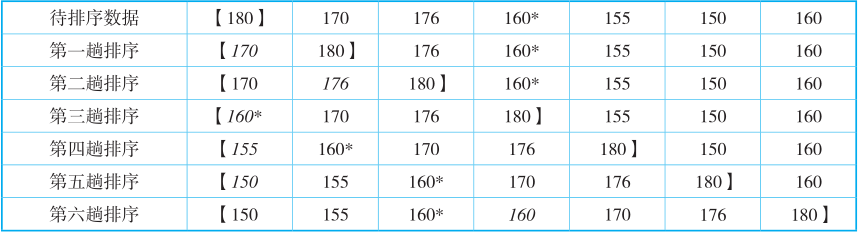 待排序数据 【180】 170 176 160* 155 150 160
第一趟排序 【170 180】 176 160* 155 150 160
第二趟排序 【170 176 180】 160* 155 150 160
第三趟排序 【160* 170 176 180】 155 150 160
第四趟排序 【155 160* 170 176 180】 150 160
第五趟排序 【150 155 160* 170 176 180】 160
第六趟排序 【150 155 160* 160 170 176 180】